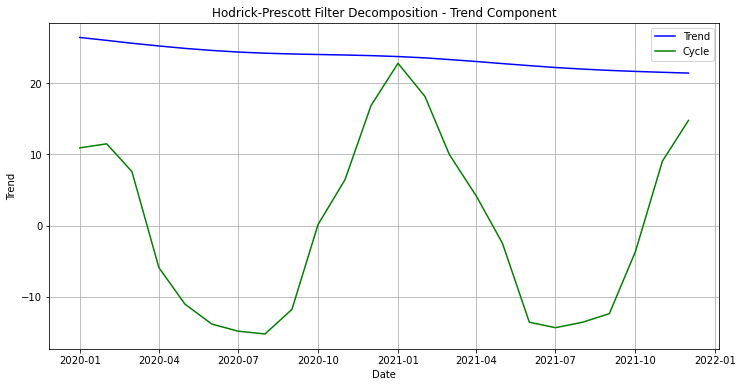 Hodrick-Prescott Filter Decomposition - Trend Component
Trend
Cycle
Trend
20
10
0
−10
2020-01 2020-04 2020-07 2020-10 2021-01 2021-04 2021-07 2021-10 2022-01
Date